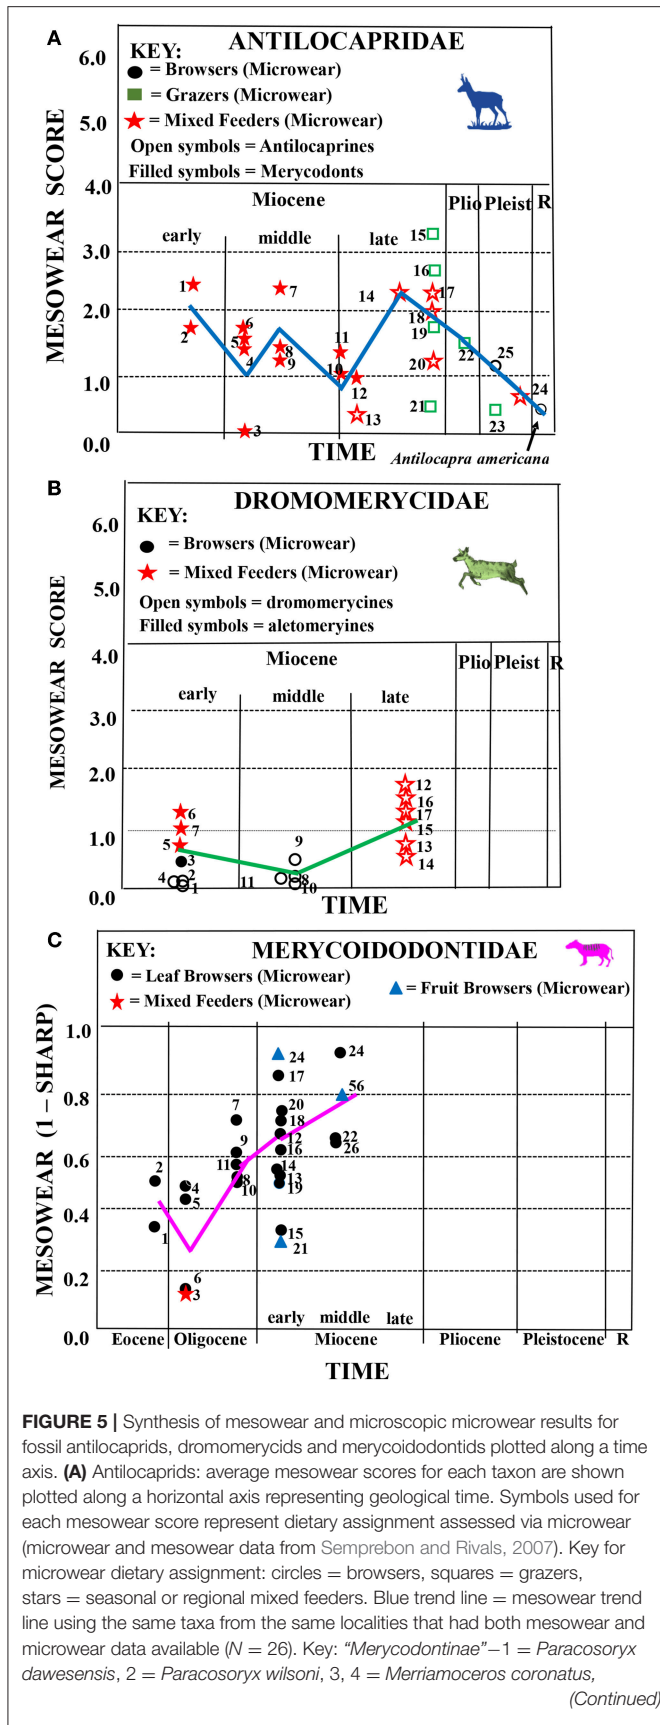 A
ANTILOCAPRIDAE
KEY:
= Browsers (Microwear)
= Grazers (Microwear)
= Mixed Feeders (Microwear)
Open symbols = Antilocaprines
Filled symbols = Merycodonts
MESOWEAR SCORE
6.0
5.0
4.0
3.0
2.0
1.0
0.0
Miocene
Plio
Pleist
R
early
middle
late
1
2
6
5
4
3
7
8
9
11
10
12
13
14
15
16
17
18
19
20
21
22
25
23
24
TIME
Antilocapra americana
B
DROMOMERYCIDAE
KEY:
= Browsers (Microwear)
= Mixed Feeders (Microwear)
Open symbols = dromomerycines
Filled symbols = aletomeryines
MESOWEAR SCORE
6.0
5.0
4.0
3.0
2.0
1.0
0.0
Miocene
Plio
Pleist
R
early
middle
late
6
7
5
3
4
2
1
9
11
8
10
12
16
17
15
13
14
TIME
C
KEY:
MERYCOIDODONTIDAE
= Leaf Browsers (Microwear)
= Fruit Browsers (Microwear)
= Mixed Feeders (Microwear)
MESOWEAR (1 – SHARP)
1.0
0.8
0.6
0.4
0.2
0.0
2
1
4
5
6
3
7
9
11
8
10
24
17
20
18
12
16
14
13
19
15
21
24
56
22
26
early
middle
late
Eocene
Oligocene
Miocene
Pliocene
Pleistocene
R
TIME
FIGURE 5 | Synthesis of mesowear and microscopic microwear results for
fossil antilocaprids, dromomerycids and merycoidodontids plotted along a time
axis. (A) Antilocaprids: average mesowear scores for each taxon are shown
plotted along a horizontal axis representing geological time. Symbols used for
each mesowear score represent dietary assignment assessed via microwear
(microwear and mesowear data from Semprebon and Rivals, 2007). Key for
microwear dietary assignment: circles = browsers, squares = grazers,
stars = seasonal or regional mixed feeders. Blue trend line = mesowear trend
line using the same taxa from the same localities that had both mesowear and
microwear data available (N = 26). Key: “Merycodontinae”–1 = Paracosoryx
dawesensis, 2 = Paracosoryx wilsoni, 3, 4 = Merriamoceros coronatus,
(Continued)